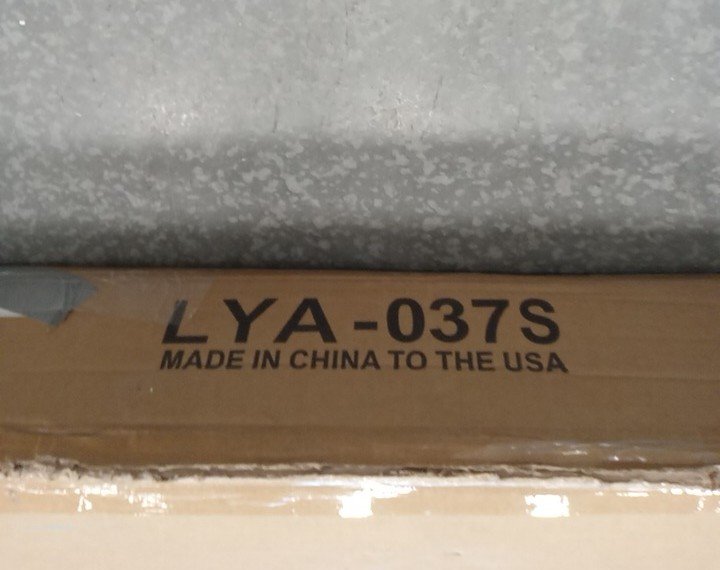 LYA-037S
MADE IN CHINA TO THE USA